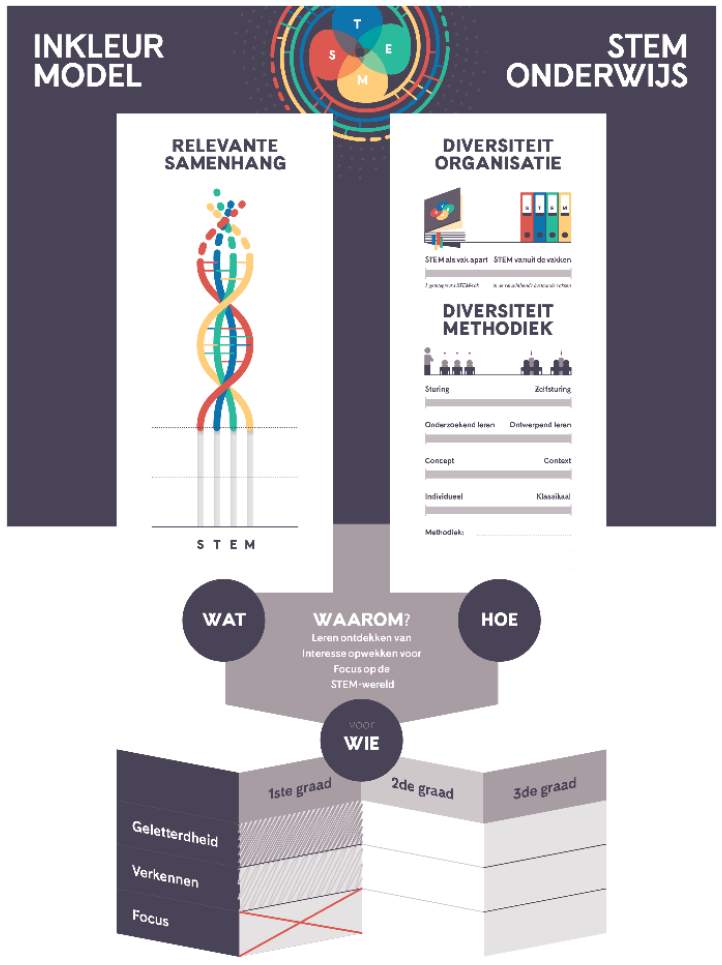 INKLEUR
MODEL
STEM
ONDERWIJS
T
S
E
M
RELEVANTE
SAMENHANG
S T E M
DIVERSITEIT
ORGANISATIE
S T E M
STEM als vak apart
STEM vanuit de vakken
DIVERSITEIT
METHODIEK
Sturing
Zelfsturing
Onderzoekend leren
Ontwerpend leren
Concept
Context
Individueel
Klassikaal
Methodiek:
WAT
WAAROM?
Leren ontdekken van
Interesse opwekken voor
Focus op de
STEM-wereld
HOE
voor
WIE
1ste graad
2de graad
3de graad
Geletterdheid
Verkennen
Focus